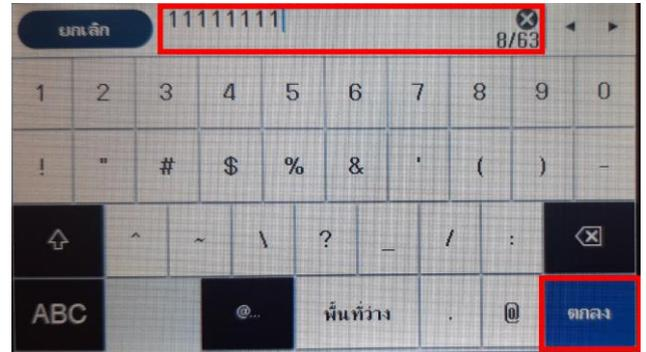 ยกเลิก 11111111 8/63
1 2 3 4 5 6 7 8 9 0
! " # $ % & ' ( ) -
^ ~ \ ? _ / :
ABC @... พื้นที่ว่าง . @ ตกลง